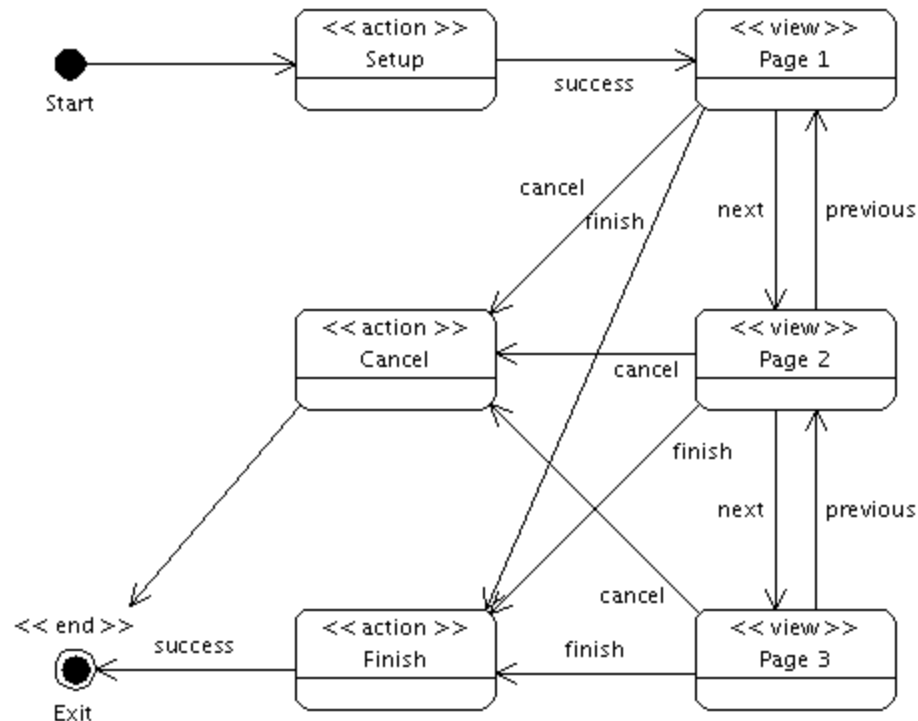 << action >>
Setup
<< view >>
Page 1
Start
success
cancel
finish
next
previous
<< action >>
Cancel
<< view >>
Page 2
cancel
finish
next
previous
cancel
<< end >>
success
Exit
<< action >>
Finish
finish
<< view >>
Page 3